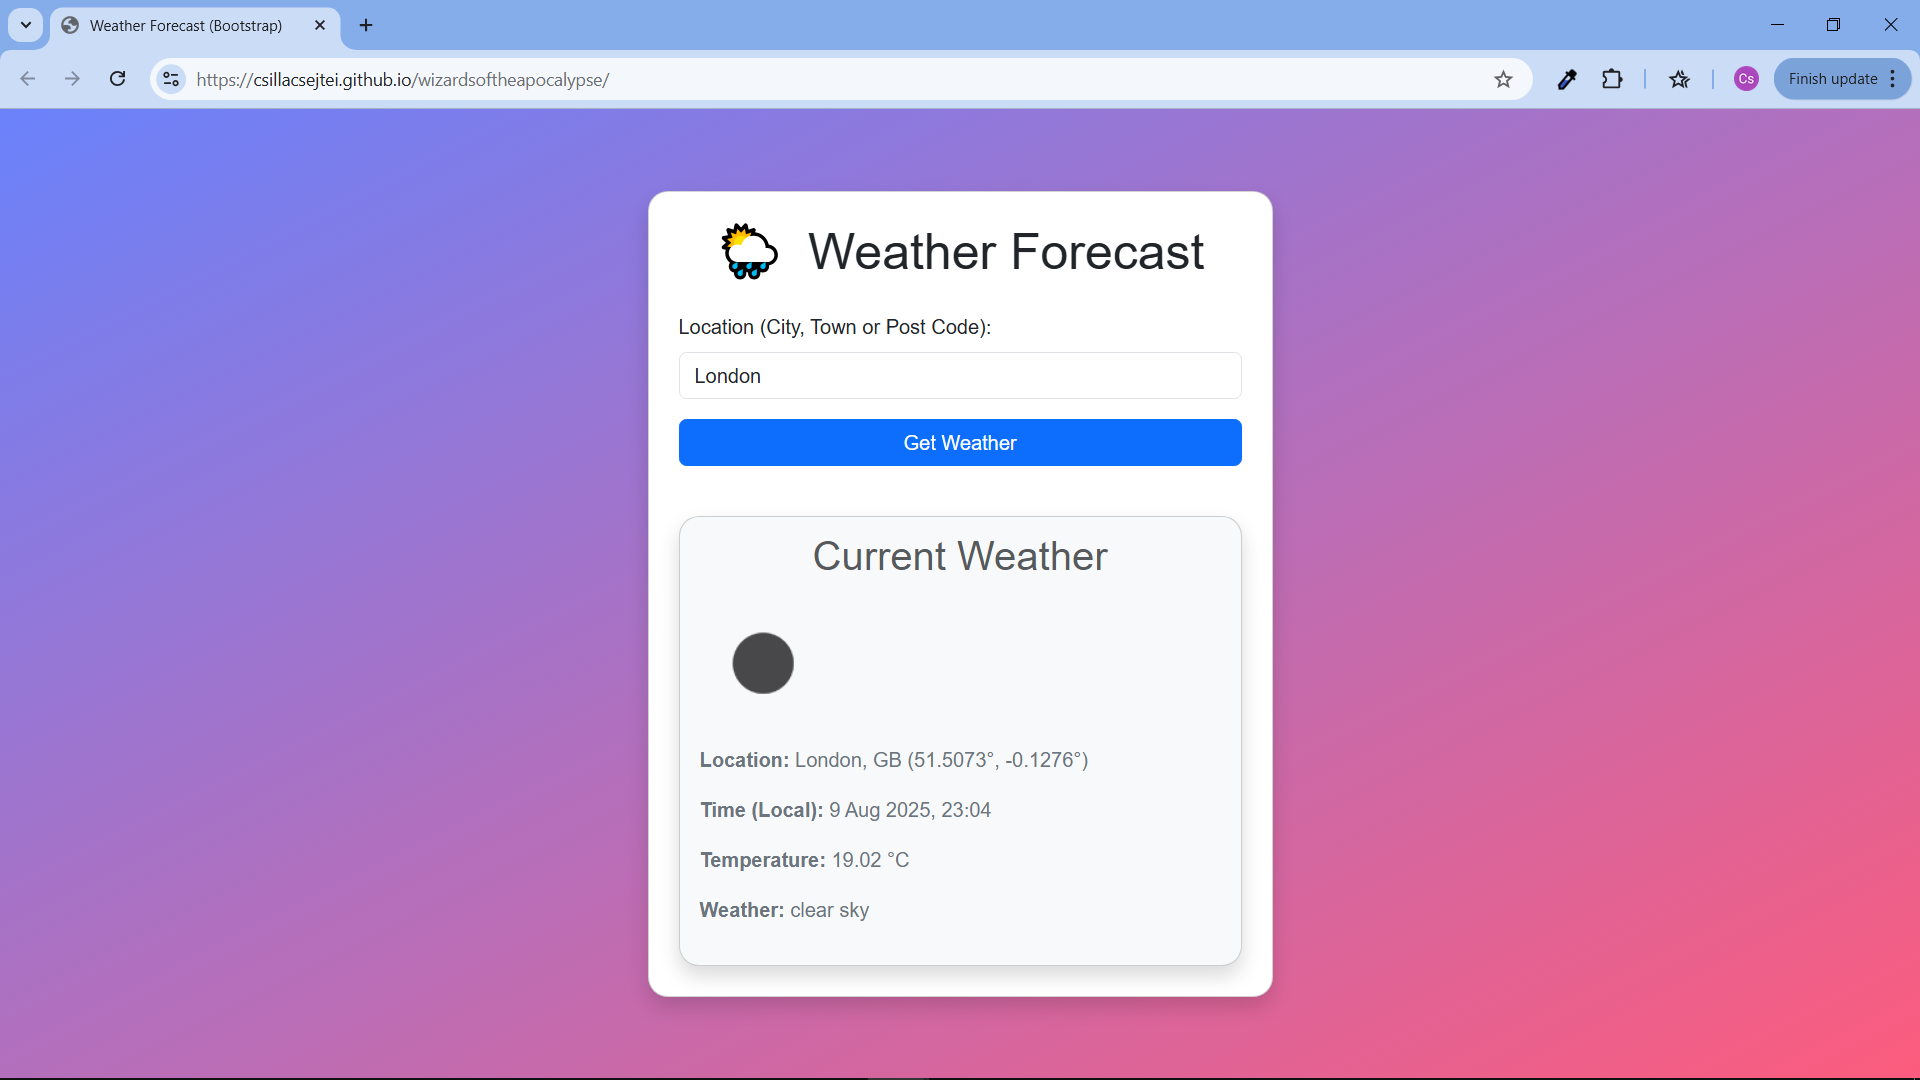 Weather Forecast (Bootstrap)
https://csillacsejtei.github.io/wizardsoftheapocalypse/
Cs
Finish update
Weather Forecast
Location (City, Town or Post Code):
London
Get Weather
Current Weather
Location: London, GB (51.5073°, -0.1276°)
Time (Local): 9 Aug 2025, 23:04
Temperature: 19.02 °C
Weather: clear sky